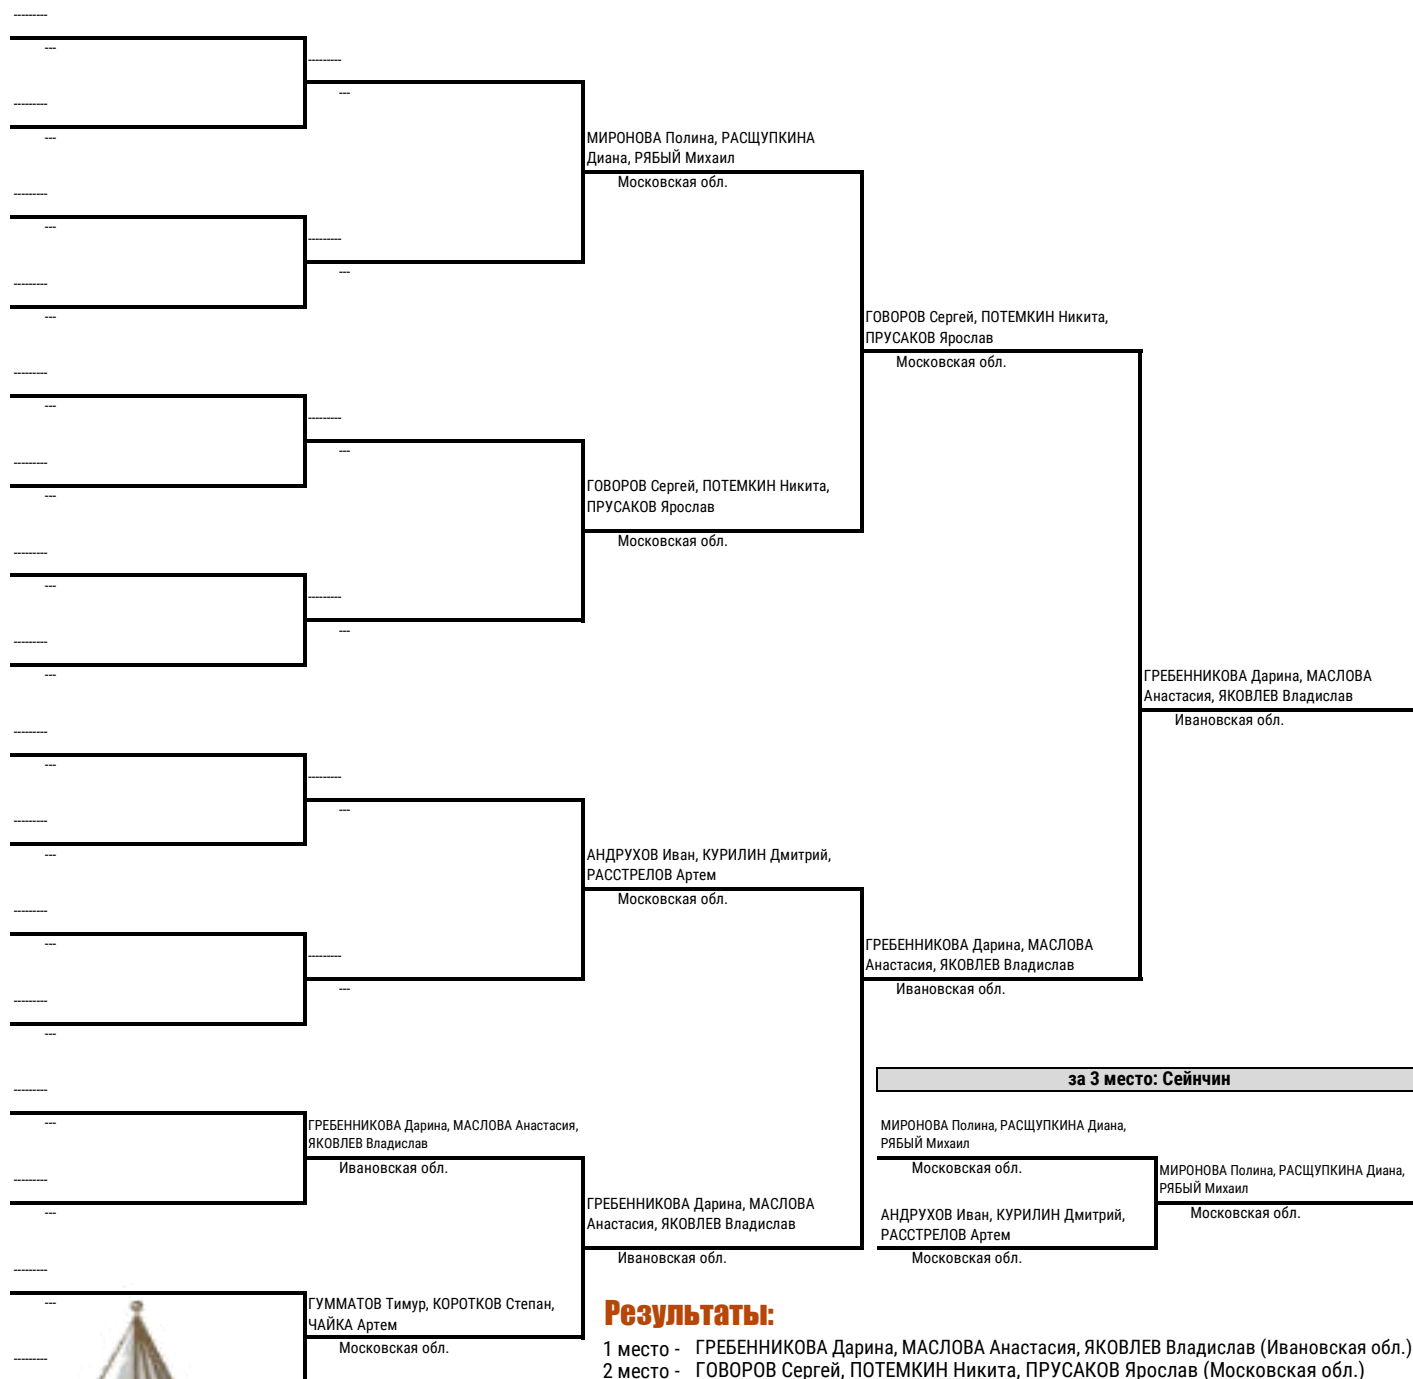 ---------
---
---------
---
---------
---
---------
---
---------
---
---------
---
---------
---
---------
---
---------
---
---------
---
---------
---
---------
---
---------
---
---------
---
---------
---
---------
---------
---
---------
---
---------
---
---------
---
---------
---
---------
---
ГРЕБЕННИКОВА Дарина, МАСЛОВА Анастасия,
ЯКОВЛЕВ Владислав
Ивановская обл.
ГУММАТОВ Тимур, КОРОТКОВ Степан,
ЧАЙКА Артем
Московская обл.
МИРОНОВА Полина, РАСЩУПКИНА
Диана, РЯБЫЙ Михаил
Московская обл.
ГОВОРОВ Сергей, ПОТЕМКИН Никита,
ПРУСАКОВ Ярослав
Московская обл.
АНДРУХОВ Иван, КУРИЛИН Дмитрий,
РАССТРЕЛОВ Артем
Московская обл.
ГРЕБЕННИКОВА Дарина, МАСЛОВА
Анастасия, ЯКОВЛЕВ Владислав
Ивановская обл.
ГОВОРОВ Сергей, ПОТЕМКИН Никита,
ПРУСАКОВ Ярослав
Московская обл.
ГРЕБЕННИКОВА Дарина, МАСЛОВА
Анастасия, ЯКОВЛЕВ Владислав
Ивановская обл.
ГРЕБЕННИКОВА Дарина, МАСЛОВА
Анастасия, ЯКОВЛЕВ Владислав
Ивановская обл.
за 3 место: Сейнчин
МИРОНОВА Полина, РАСЩУПКИНА Диана,
РЯБЫЙ Михаил
Московская обл.
АНДРУХОВ Иван, КУРИЛИН Дмитрий,
РАССТРЕЛОВ Артем
Московская обл.
МИРОНОВА Полина, РАСЩУПКИНА Диана,
РЯБЫЙ Михаил
Московская обл.
Результаты:
1 место - ГРЕБЕННИКОВА Дарина, МАСЛОВА Анастасия, ЯКОВЛЕВ Владислав (Ивановская обл.)
2 место - ГОВОРОВ Сергей, ПОТЕМКИН Никита, ПРУСАКОВ Ярослав (Московская обл.)